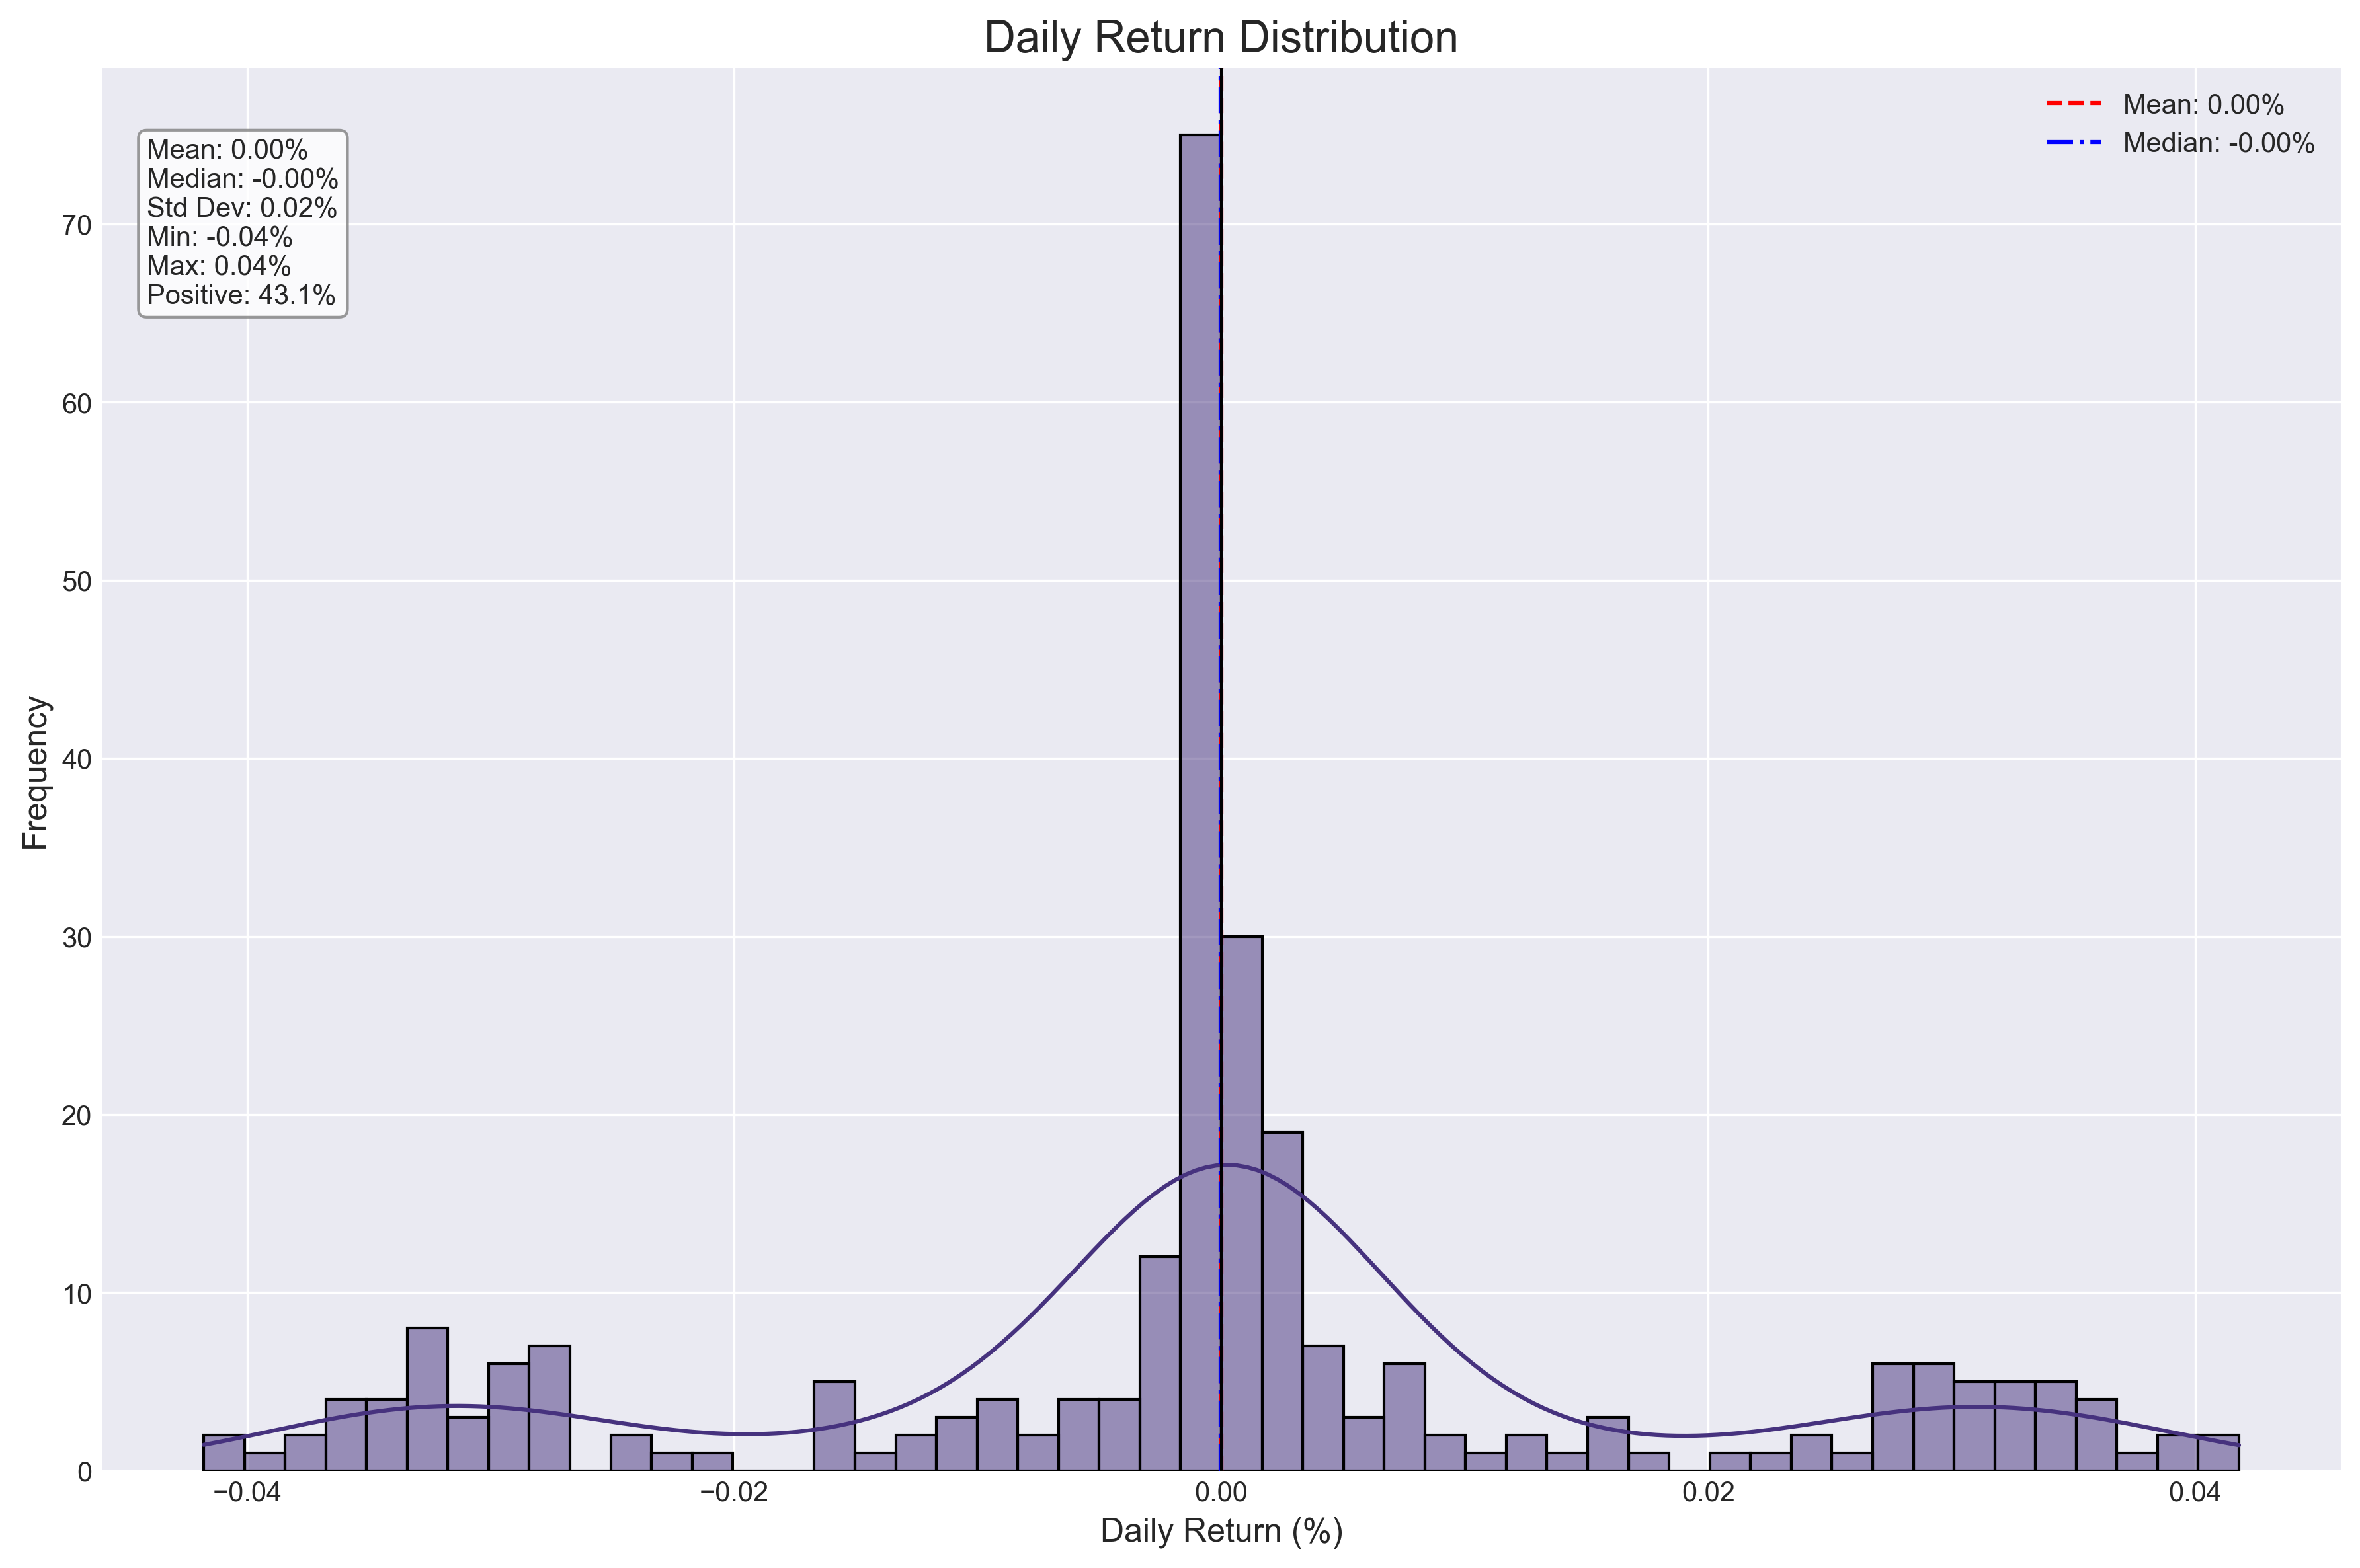 Daily Return Distribution
Mean: 0.00%
Median: -0.00%
Std Dev: 0.02%
Min: -0.04%
Max: 0.04%
Positive: 43.1%
Mean: 0.00%
Median: -0.00%
Frequency
70
60
50
40
30
20
10
0
−0.04
−0.02
0.00
0.02
0.04
Daily Return (%)